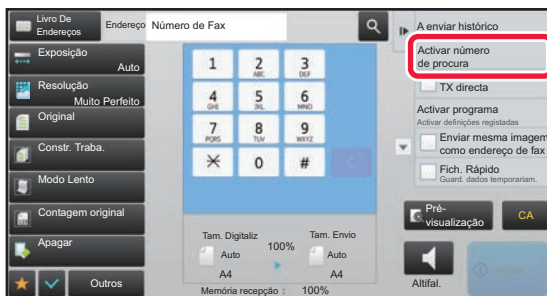 Livro De
Endereços
Endereço
Número de Fax
Exposição
Auto
Resolução
Muito Perfeito
Original
Constr. Traba.
Modo Lento
Contagem original
Apagar
Outros
1
2
ABC
3
DEF
4
GHI
5
JKL
6
MNO
7
PQRS
8
TUV
9
WXYZ
0
#
C
Tam. Digitaliz
100%
Tam. Envio
Auto
Auto
A4
A4
Memória recepção : 100%
A enviar histórico
Activar número
de procura
TX directa
Activar programa
Activar definições registadas
Enviar mesma imagem
como endereço de fax
Fich. Rápido
Guard. dados temporariam.
Pré-
visualização
CA
Altifal.
Iniciar